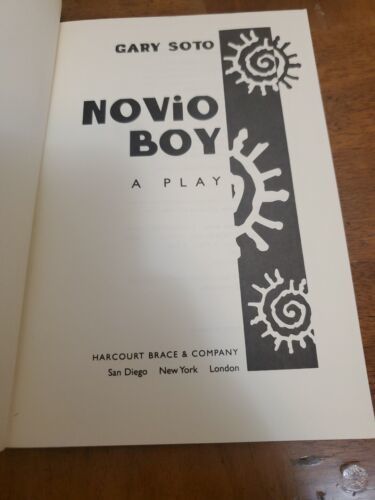 GARY SOTO
NOViO
BOY
A PLAY
HARCOURT BRACE & COMPANY
San Diego New York London